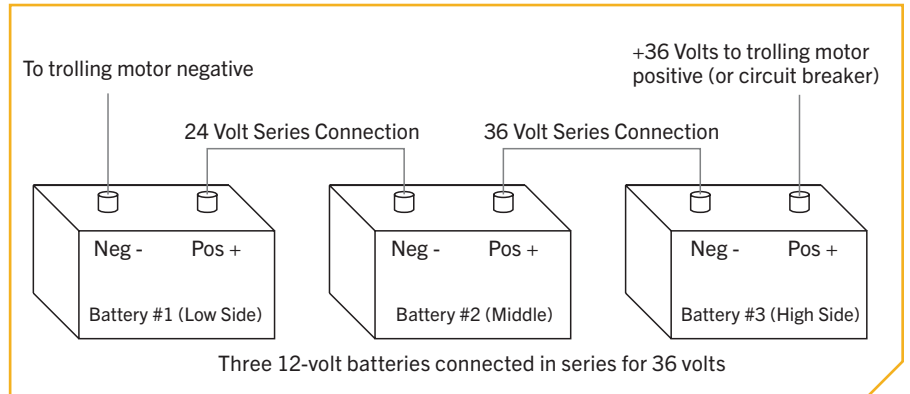 To trolling motor negative
+36 Volts to trolling motor
positive (or circuit breaker)
24 Volt Series Connection
36 Volt Series Connection
Neg -
Pos +
Neg -
Pos +
Neg -
Pos +
Battery #1 (Low Side)
Battery #2 (Middle)
Battery #3 (High Side)
Three 12-volt batteries connected in series for 36 volts